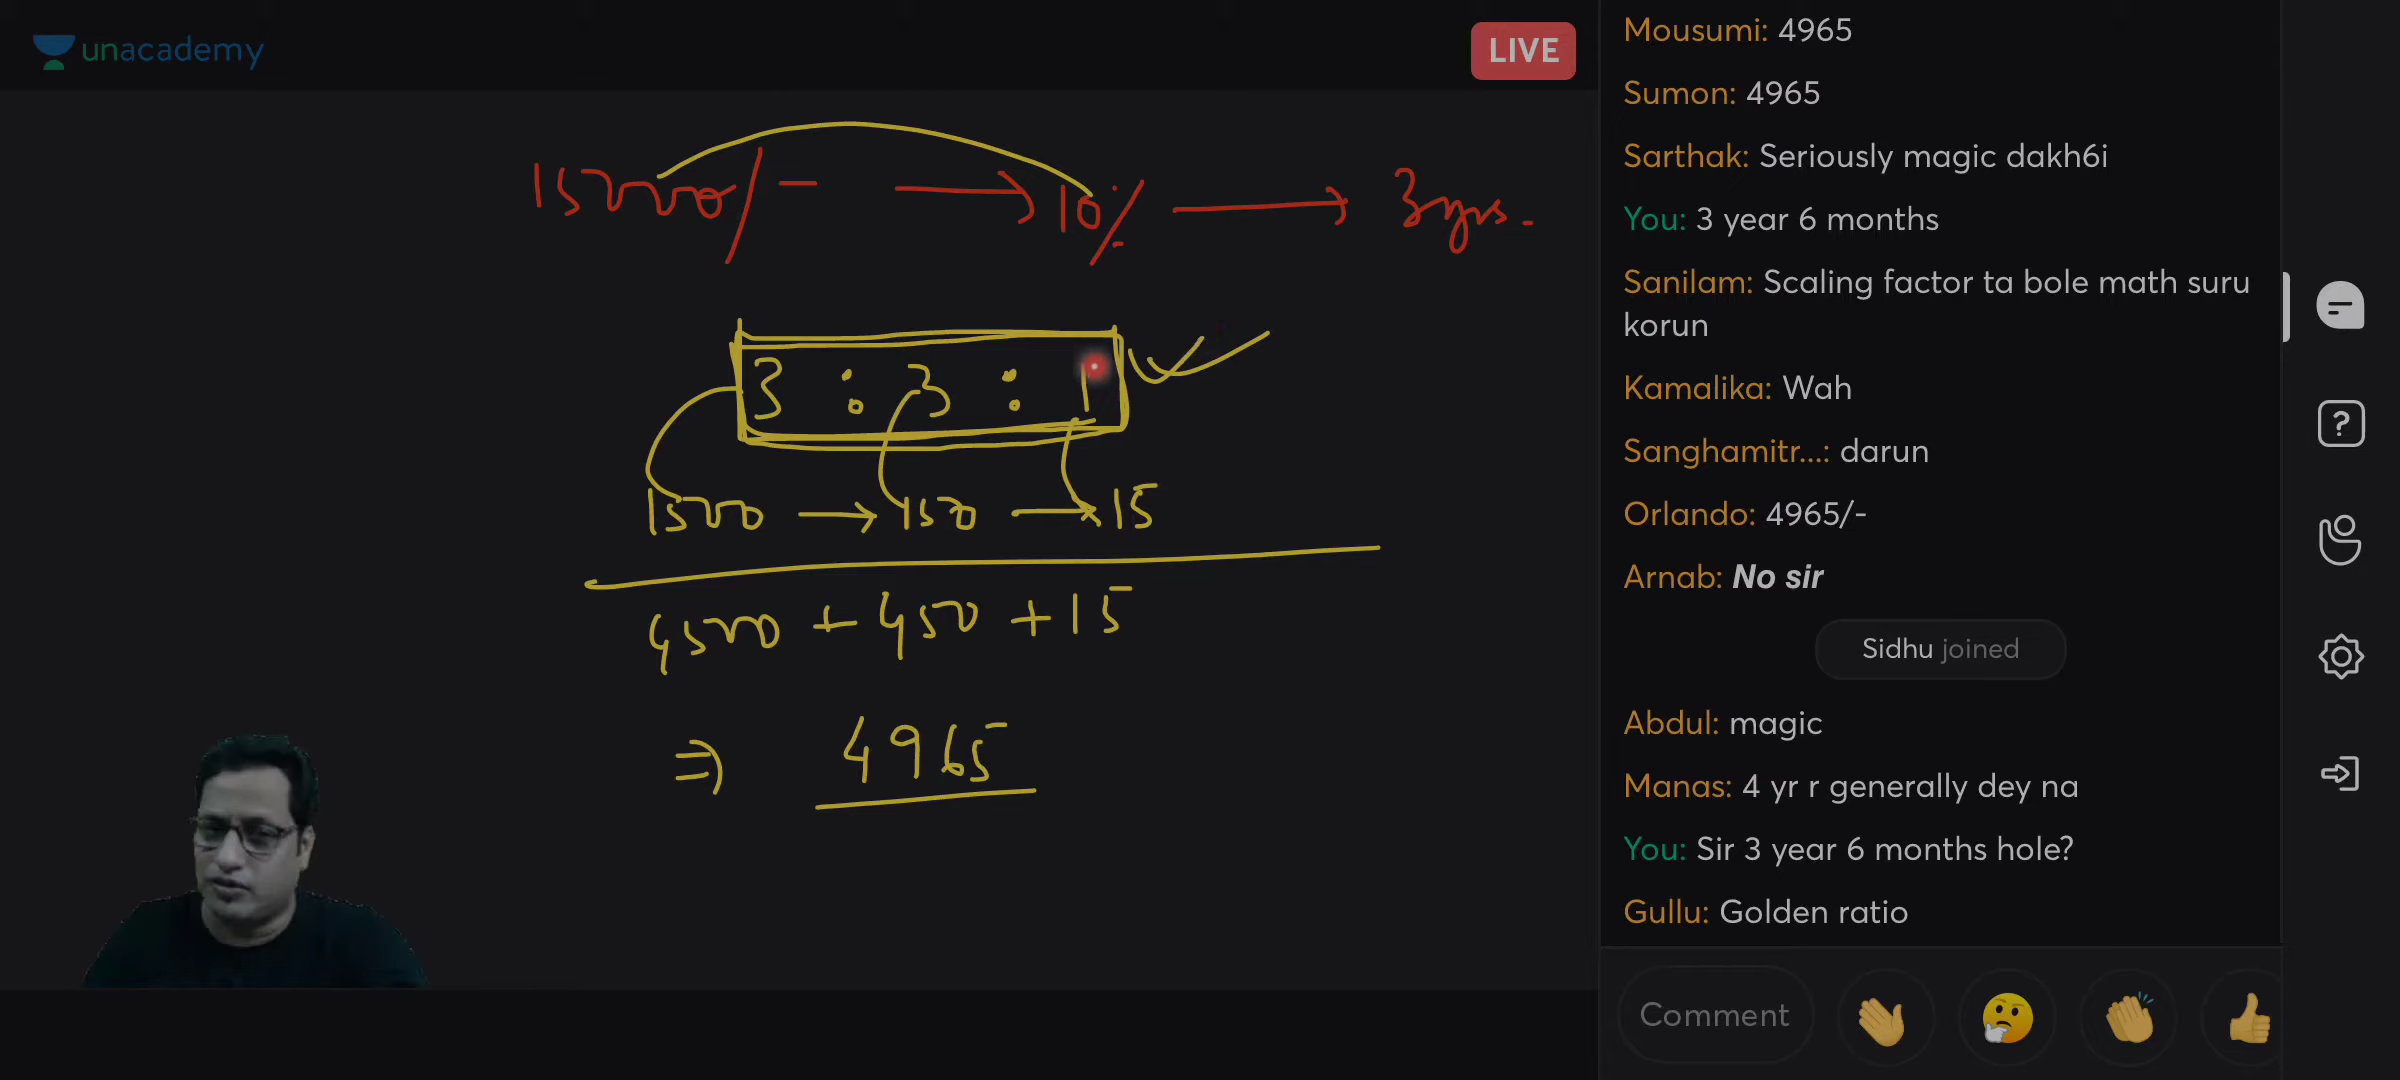 unacademy
LIVE
15000/- → 10% → 3yrs.
3 : 3 : 1
1500 → 150 → 15
4500 + 450 + 15
⇒ 4965
Mousumi: 4965
Sumon: 4965
Sarthak: Seriously magic dakh6i
You: 3 year 6 months
Sanilam: Scaling factor ta bole math suru
korun
Kamalika: Wah
Sanghamitr...: darun
Orlando: 4965/-
Arnab: No sir
Sidhu joined
Abdul: magic
Manas: 4 yr r generally dey na
You: Sir 3 year 6 months hole?
Gullu: Golden ratio
Comment